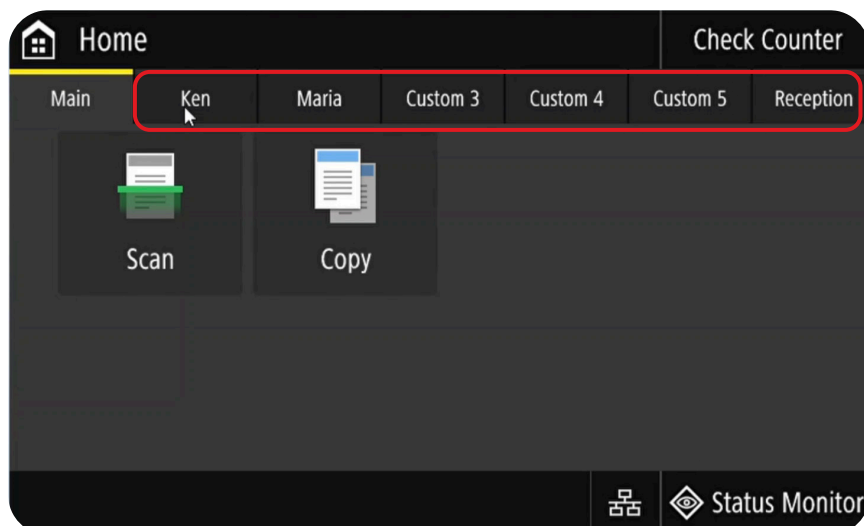 Home Check Counter
Main Ken Maria Custom 3 Custom 4 Custom 5 Reception
Scan Copy
Status Monitor